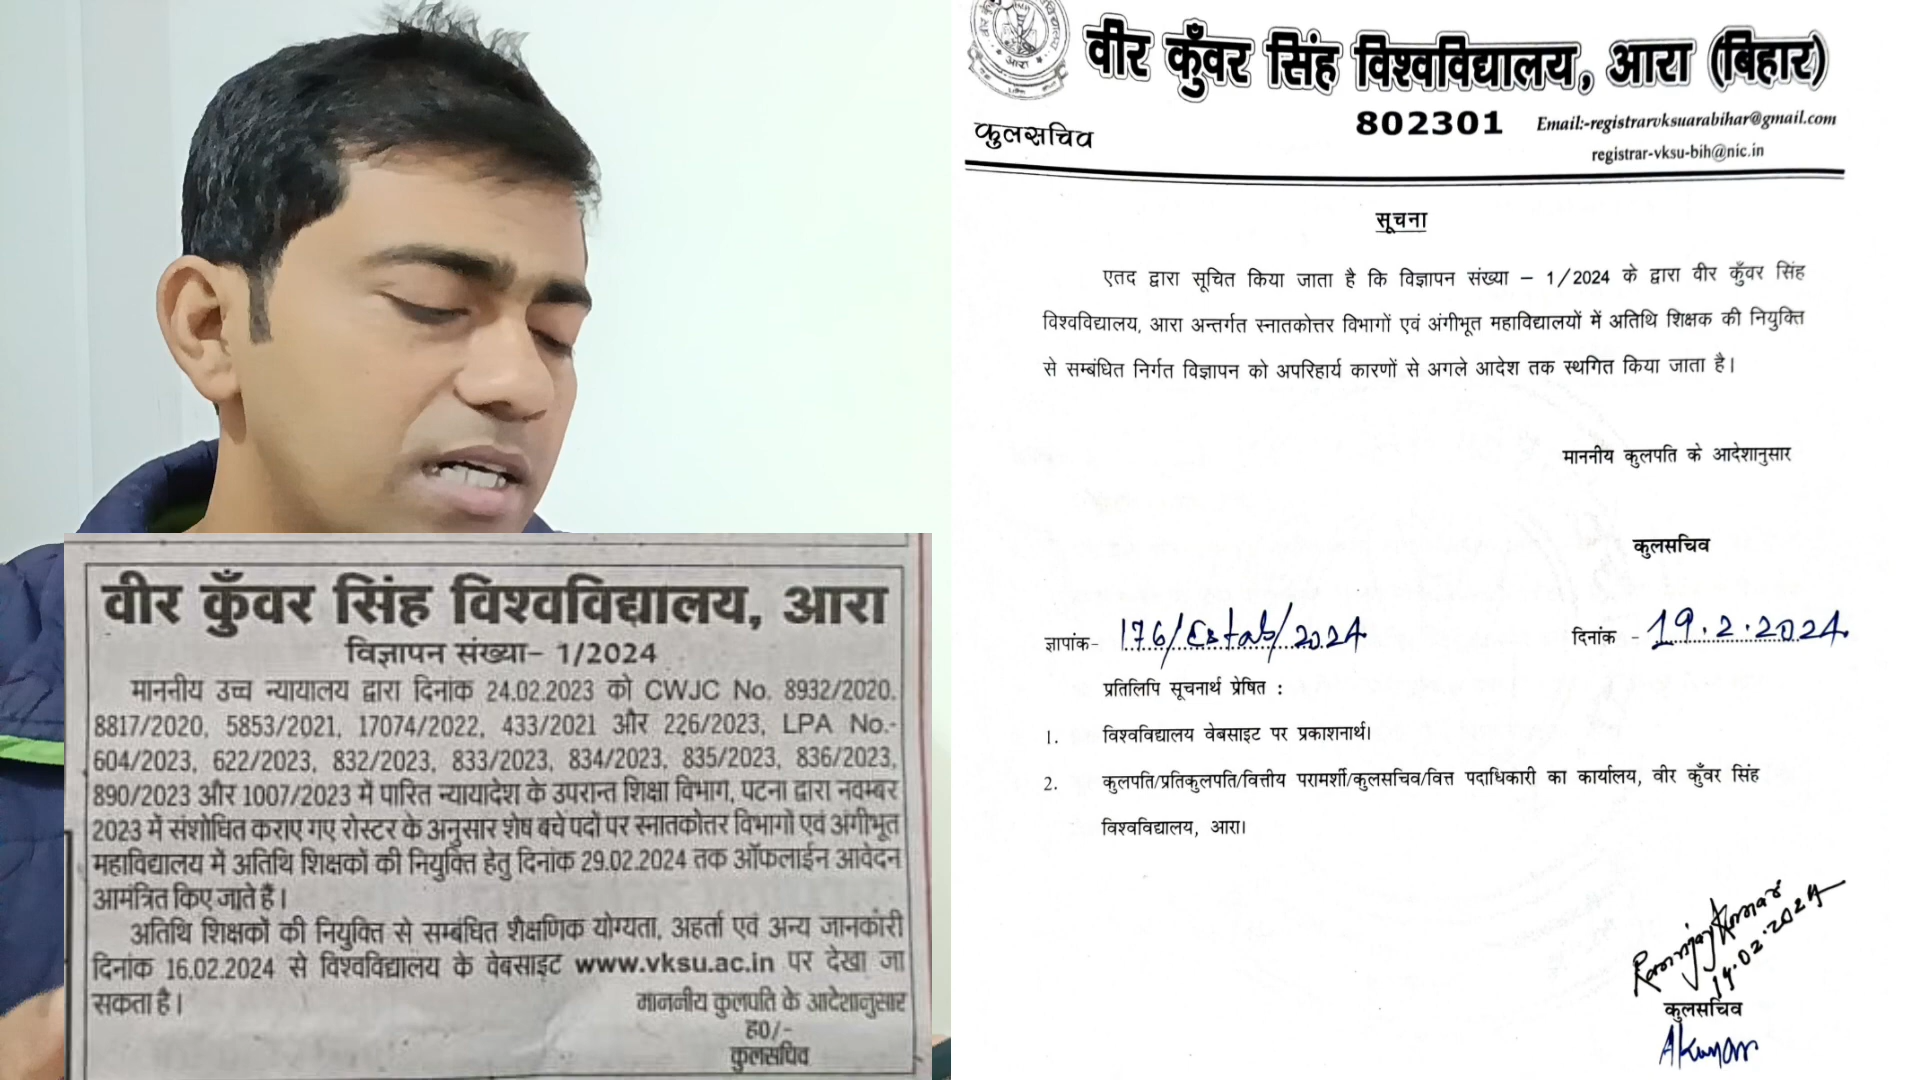 वीर कुँवर सिंह विश्वविद्यालय, आरा
विज्ञापन संख्या– 1/2024
माननीय उच्च न्यायालय द्वारा दिनांक 24.02.2023 को CWJC No. 8932/2020,
8817/2020, 5853/2021, 17074/2022, 433/2021 और 226/2023, LPA No.-
604/2023, 622/2023, 832/2023, 833/2023, 834/2023, 835/2023, 836/2023,
890/2023 और 1007/2023 में पारित न्यायादेश के उपरान्त शिक्षा विभाग, पटना द्वारा नवम्बर
2023 में संशोधित कराए गए रोस्टर के अनुसार शेष बचे पदों पर स्नातकोत्तर विभागों एवं अंगीभूत
महाविद्यालय में अतिथि शिक्षकों की नियुक्ति हेतु दिनांक 29.02.2024 तक ऑफलाईन आवेदन
आमंत्रित किए जाते हैं।
अतिथि शिक्षकों की नियुक्ति से सम्बंधित शैक्षणिक योग्यता, अहर्ता एवं अन्य जानकारी
दिनांक 16.02.2024 से विश्वविद्यालय के वेबसाइट www.vksu.ac.in पर देखा जा
सकता है।
माननीय कुलपति के आदेशानुसार
ह0/-
कुलसचिव
वीर कुँवर सिंह विश्वविद्यालय, आरा (बिहार)
802301
Email:-registrarvksuarabihar@gmail.com
registrar-vksu-bih@nic.in
कुलसचिव
सूचना
एतद द्वारा सूचित किया जाता है कि विज्ञापन संख्या – 1/2024 के द्वारा वीर कुँवर सिंह
विश्वविद्यालय, आरा अन्तर्गत स्नातकोत्तर विभागों एवं अंगीभूत महाविद्यालयों में अतिथि शिक्षक की नियुक्ति
से सम्बंधित निर्गत विज्ञापन को अपरिहार्य कारणों से अगले आदेश तक स्थगित किया जाता है।
माननीय कुलपति के आदेशानुसार
कुलसचिव
ज्ञापांक- 176/Estab/2024
दिनांक - 19.2.2024
प्रतिलिपि सूचनार्थ प्रेषित :
1. विश्वविद्यालय वेबसाइट पर प्रकाशनार्थ।
2. कुलपति/प्रतिकुलपति/वित्तीय परामर्शी/कुलसचिव/वित्त पदाधिकारी का कार्यालय, वीर कुँवर सिंह
विश्वविद्यालय, आरा।
19.02.2024
कुलसचिव